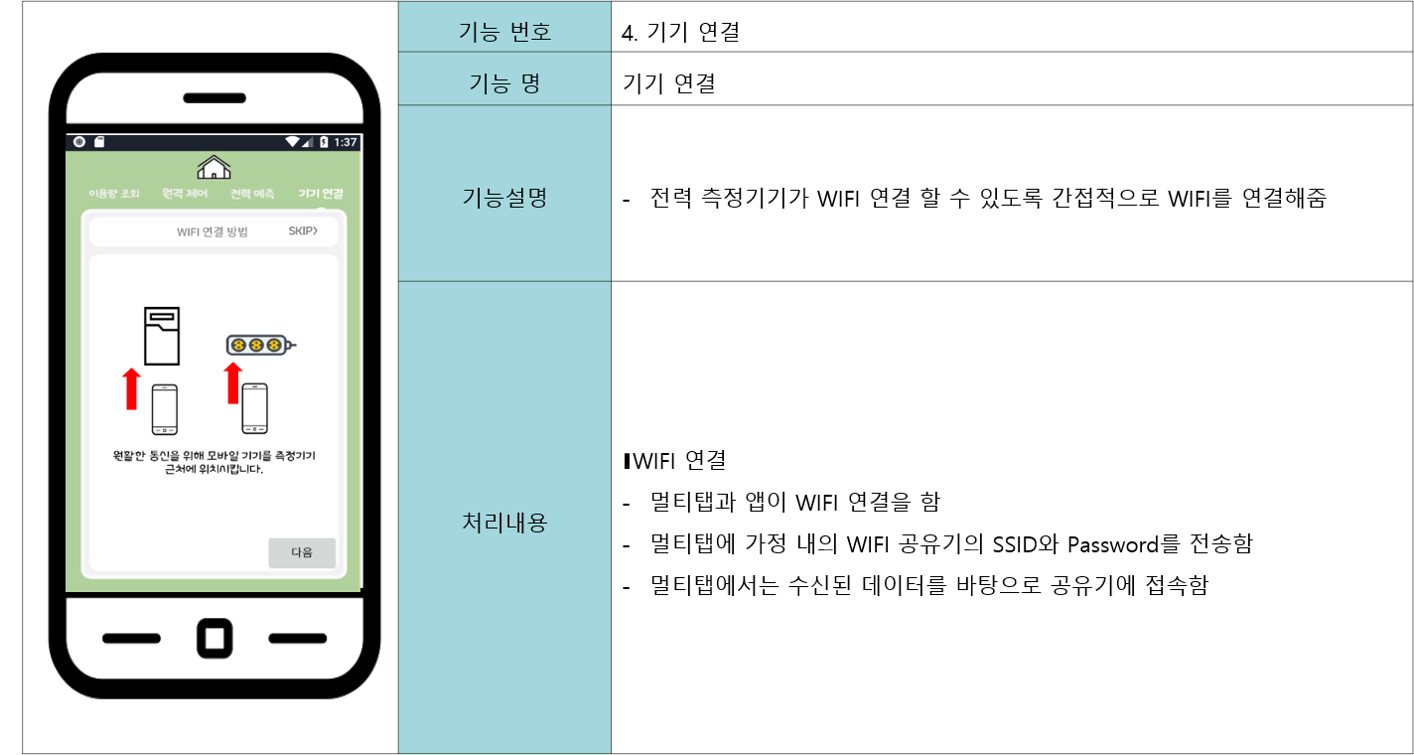 기능 번호
4. 기기 연결
기능 명
기기 연결
기능설명
- 전력 측정기기가 WIFI 연결 할 수 있도록 간접적으로 WIFI를 연결해줌
처리내용
▮WIFI 연결
- 멀티탭과 앱이 WIFI 연결을 함
- 멀티탭에 가정 내의 WIFI 공유기의 SSID와 Password를 전송함
- 멀티탭에서는 수신된 데이터를 바탕으로 공유기에 접속함
1:37
이용량 조회 원격 제어 전력 예측 기기 연결
WIFI 연결 방법 SKIP〉
원활한 통신을 위해 모바일 기기를 측정기기
근처에 위치시킵니다.
다음